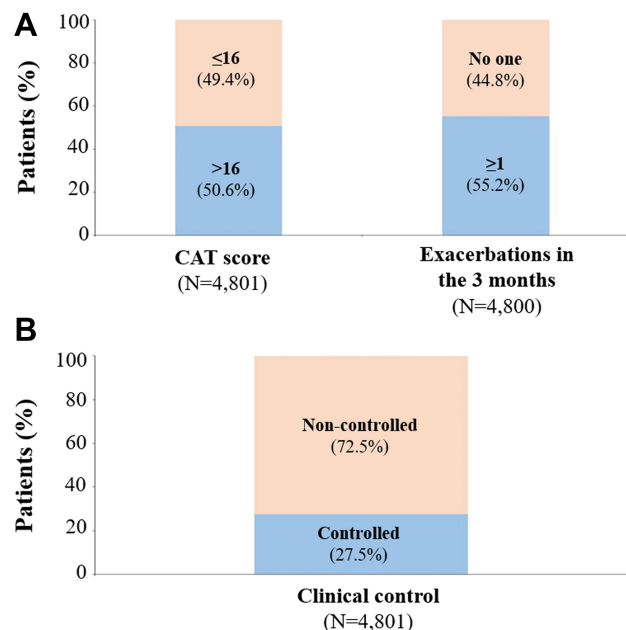 A
Patients (%)
100
80
60
40
20
0
≤16
(49.4%)
>16
(50.6%)
No one
(44.8%)
≥1
(55.2%)
CAT score
(N=4,801)
Exacerbations in
the 3 months
(N=4,800)
B
Patients (%)
100
80
60
40
20
0
Non-controlled
(72.5%)
Controlled
(27.5%)
Clinical control
(N=4,801)